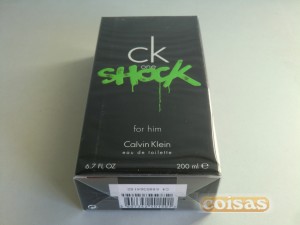 ck
one
SHOCK
for him
Calvin Klein
eau de toilette
6.7 FL OZ 200 ml ℮
coisas